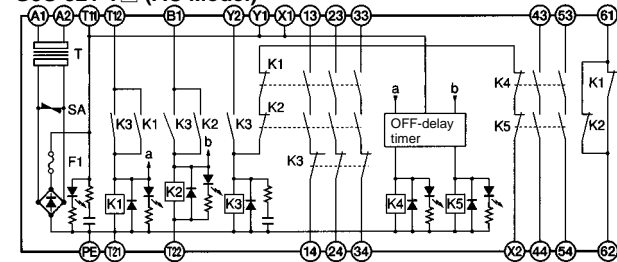 A1 A2 T11 T12 B1 Y2 Y1 X1 13 23 33 43 53 61
T
K1
a b
K4
K1
SA
K3 K1 K3 K2 K3 K2
OFF-delay
timer
K5
K2
F1
a
b
K3
K1 K2 K3 K4 K5
PE T21 T22 14 24 34 X2 44 54 62